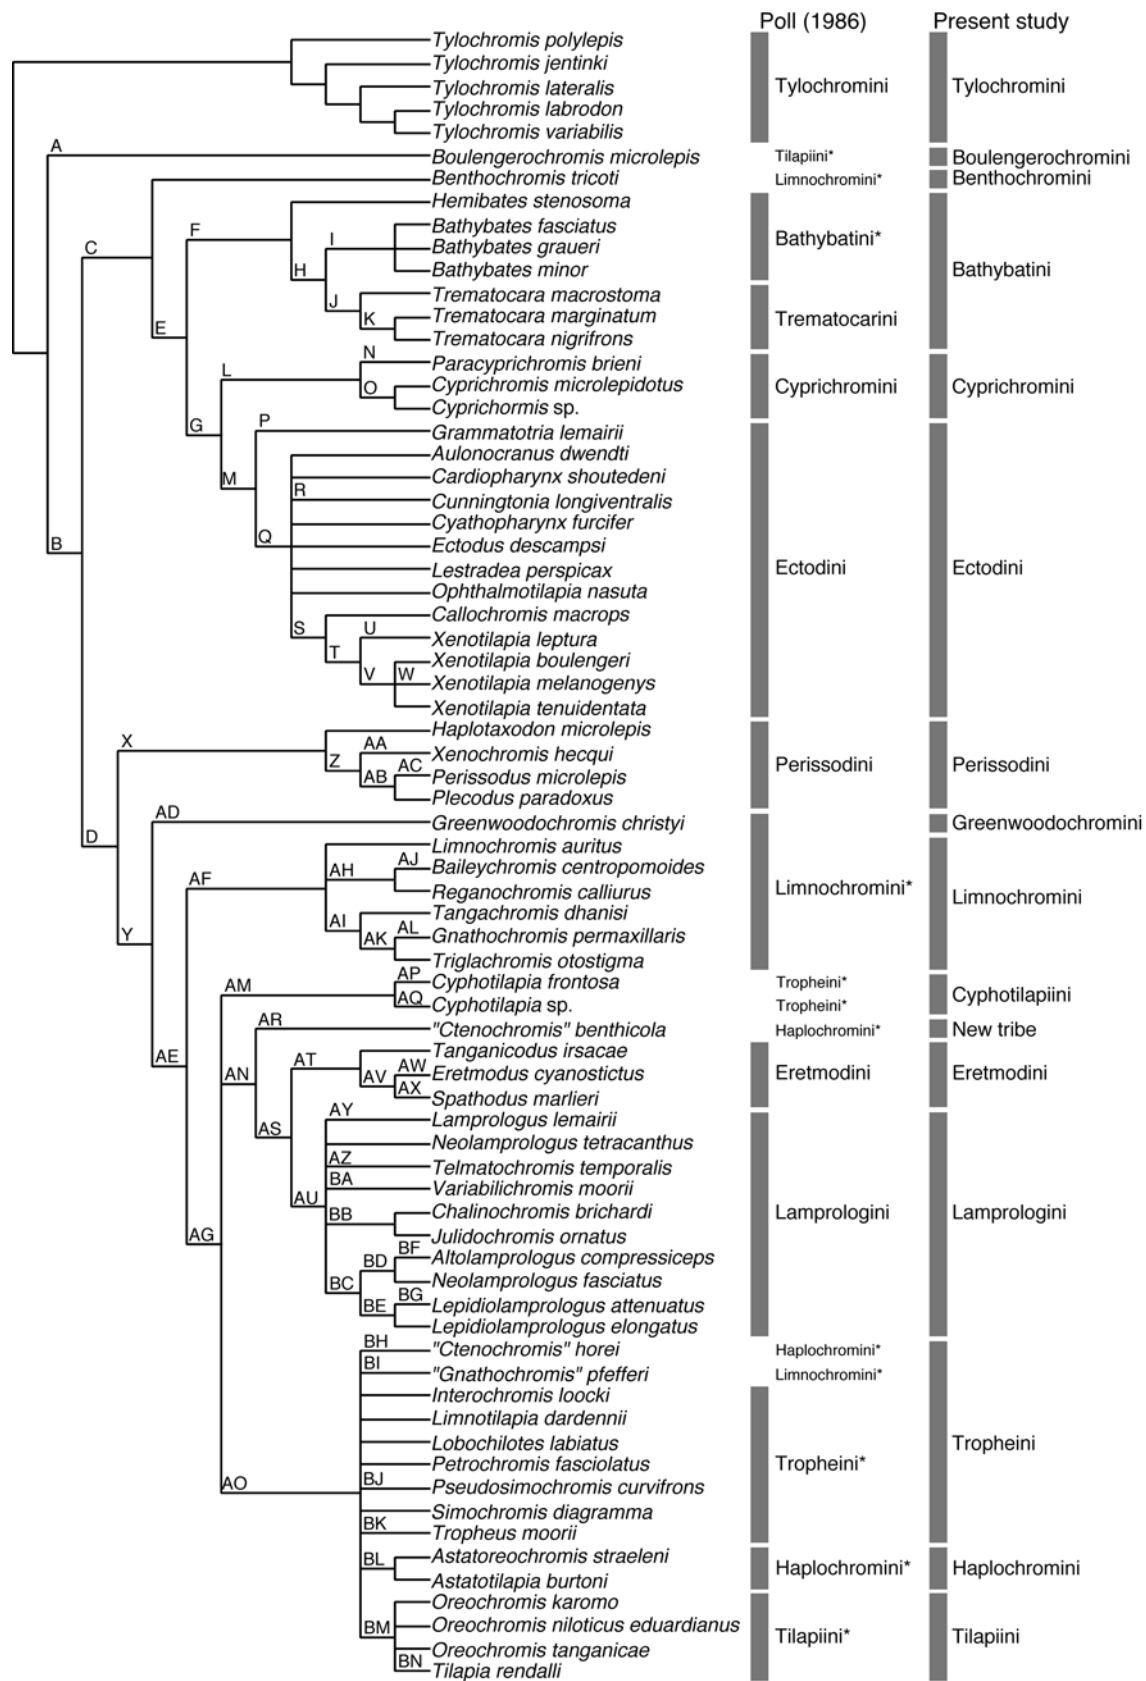 Poll (1986) Present study
Tylochromis polylepis
Tylochromis jentinki
Tylochromis lateralis
Tylochromini Tylochromini
Tylochromis labrodon
Tylochromis variabilis
A
Boulengerochromis microlepis Tilapiini* Boulengerochromini
Benthochromis tricoti Limnochromini* Benthochromini
Hemibates stenosoma
F
Bathybates fasciatus
I
C
Bathybates graueri
Bathybatini*
Bathybates minor
H
Bathybatini
Trematocara macrostoma
J
Trematocara marginatum
K
Trematocarini
E
Trematocara nigrifrons
N
Paracyprichromis brieni
L
O
Cyprichromis microlepidotus
Cyprichromini Cyprichromini
Cyprichormis sp.
P
G
Grammatotria lemairii
Aulonocranus dwendti
M
Cardiopharynx shoutedeni
R
Cunningtonia longiventralis
Cyathopharynx furcifer
Q
B
Ectodus descampsi
Ectodini Ectodini
Lestradea perspicax
Ophthalmotilapia nasuta
Callochromis macrops
S
U
Xenotilapia leptura
T
Xenotilapia boulengeri
V W
Xenotilapia melanogenys
Xenotilapia tenuidentata
Haplotaxodon microlepis
X
AA
Xenochromis hecqui
Z
Perissodini Perissodini
AC
AB
Perissodus microlepis
Plecodus paradoxus
AD
Greenwoodochromis christyi Greenwoodochromini
D
Limnochromis auritus
AJ
Baileychromis centropomoides
AH
AF
Limnochromini*
Reganochromis calliurus
Limnochromini
Tangachromis dhanisi
AI
AL
Y
Gnathochromis permaxillaris
AK
Triglachromis otostigma
AP
Cyphotilapia frontosa Tropheini*
AM
Cyphotilapiini
AQ
Cyphotilapia sp. Tropheini*
AR
"Ctenochromis" benthicola Haplochromini* New tribe
Tanganicodus irsacae
AE
AT
AW
AN
AV
Eretmodus cyanostictus
Eretmodini Eretmodini
AX
Spathodus marlieri
AY
Lamprologus lemairii
AS
Neolamprologus tetracanthus
AZ
Telmatochromis temporalis
BA
Variabilichromis moorii
AU
Chalinochromis brichardi
Lamprologini Lamprologini
BB
Julidochromis ornatus
AG
BF
BD
Altolamprologus compressiceps
BC
Neolamprologus fasciatus
BG
BE
Lepidiolamprologus attenuatus
Lepidiolamprologus elongatus
BH
"Ctenochromis" horei Haplochromini*
BI
"Gnathochromis" pfefferi Limnochromini*
Interochromis loocki
Limnotilapia dardennii
Lobochilotes labiatus
Tropheini
Petrochromis fasciolatus
Tropheini*
BJ
AO
Pseudosimochromis curvifrons
Simochromis diagramma
BK
Tropheus moorii
BL
Astatoreochromis straeleni
Haplochromini* Haplochromini
Astatotilapia burtoni
Oreochromis karomo
BM
Oreochromis niloticus eduardianus
Tilapiini* Tilapiini
Oreochromis tanganicae
BN
Tilapia rendalli